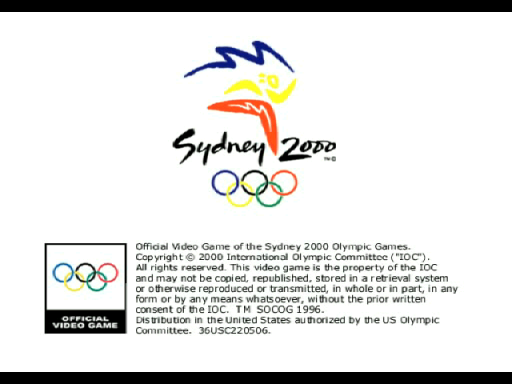 Sydney 2000
TM ©
OFFICIAL
VIDEO GAME
Official Video Game of the Sydney 2000 Olympic Games.
Copyright © 2000 International Olympic Committee ("IOC").
All rights reserved. This video game is the property of the IOC
and may not be copied, republished, stored in a retrieval system
or otherwise reproduced or transmitted, in whole or in part, in any
form or by any means whatsoever, without the prior written
consent of the IOC. TM SOCOG 1996.
Distribution in the United States authorized by the US Olympic
Committee. 36USC220506.